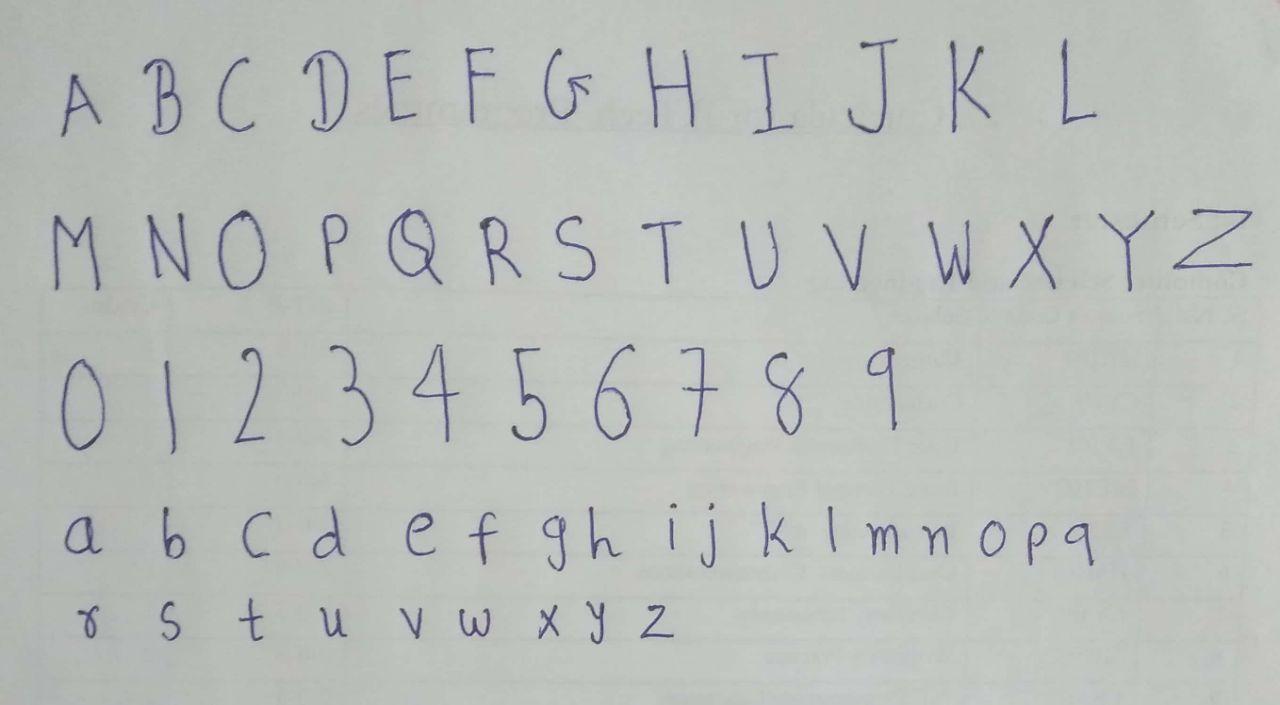 A B C D E F G H I J K L
M N O P Q R S T U V W X Y Z
0 1 2 3 4 5 6 7 8 9
a b c d e f g h i j k l m n o p q
r s t u v w x y z